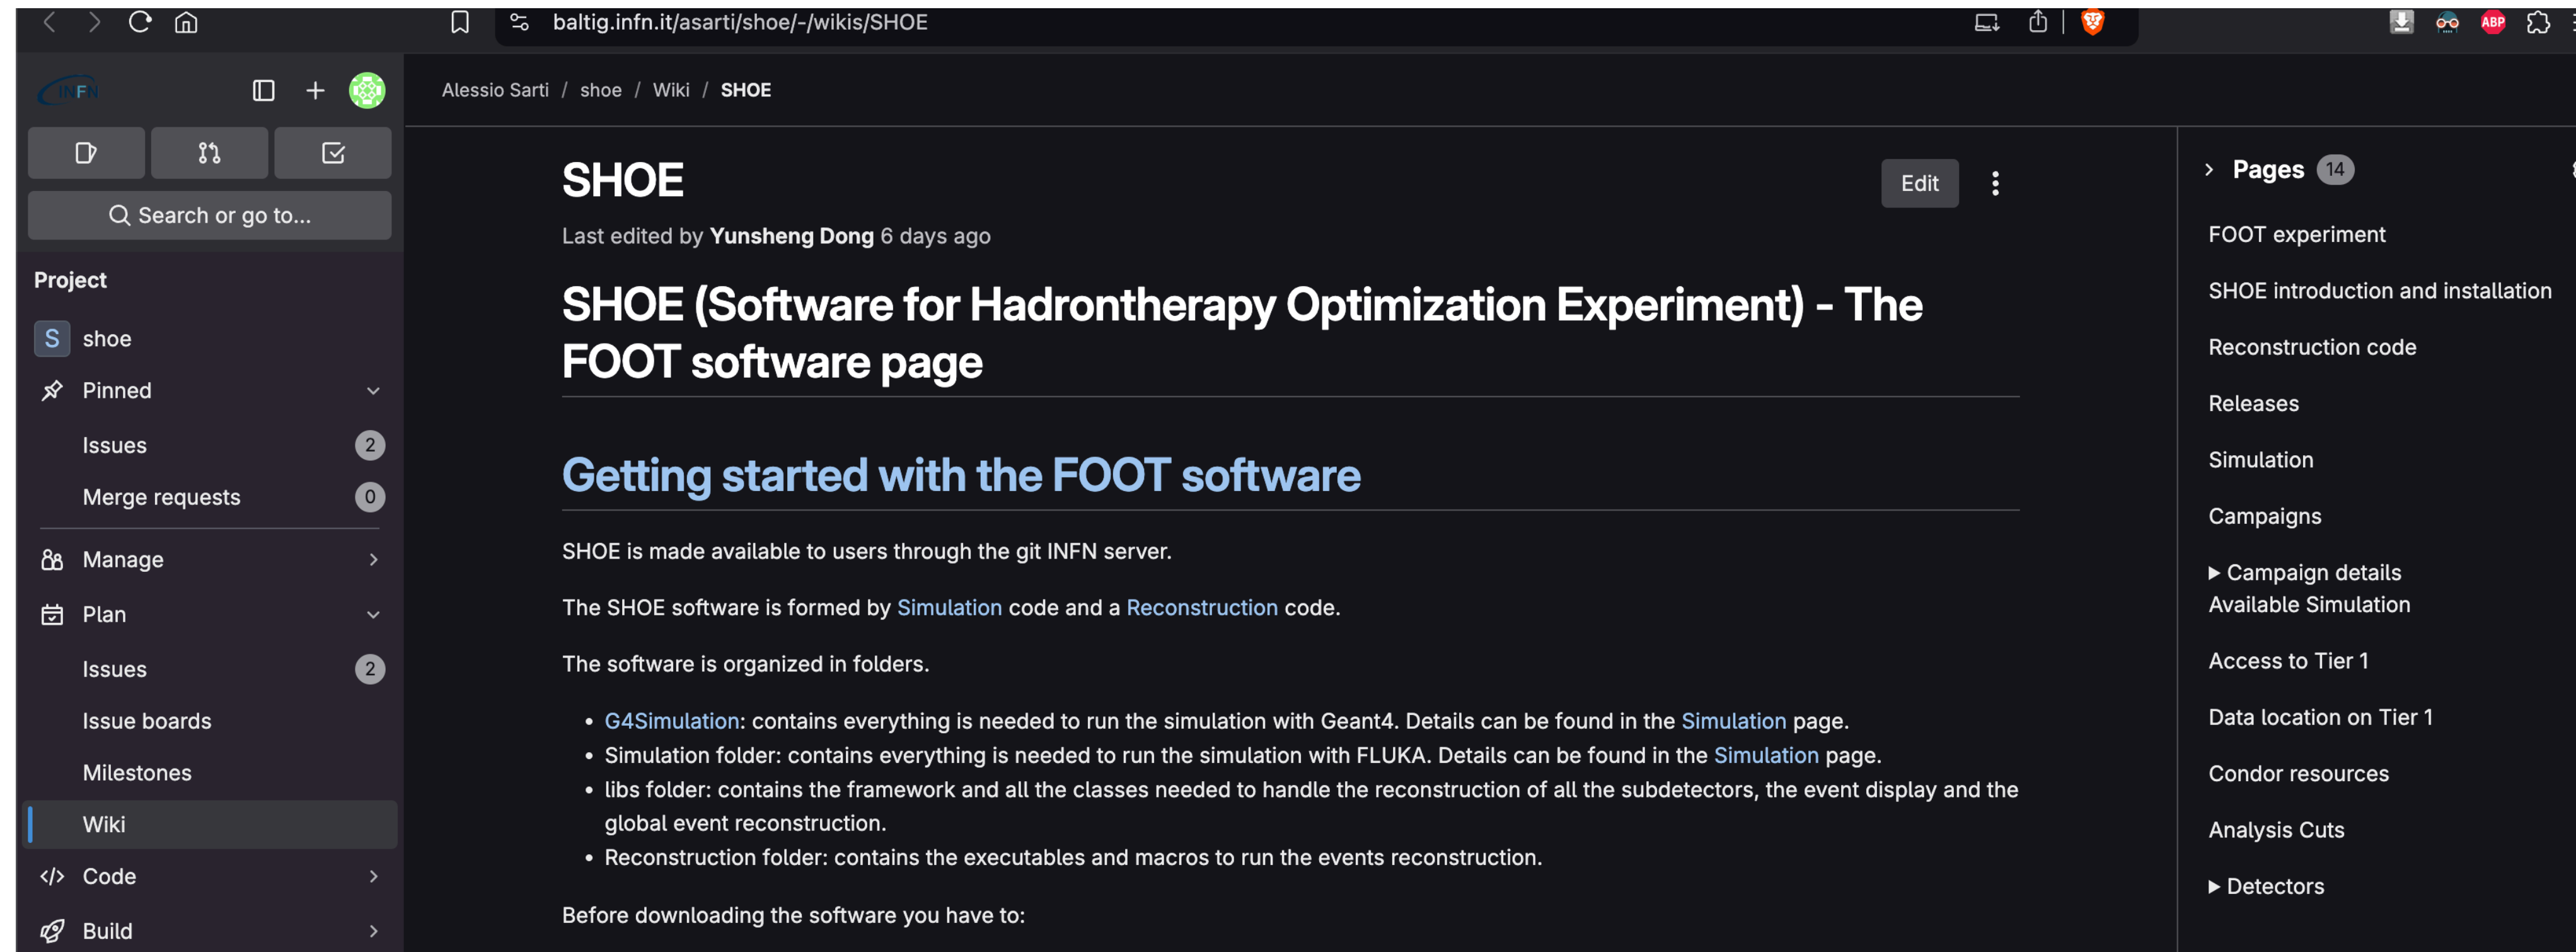 baltig.infn.it/asarti/shoe/-/wikis/SHOE
ABP
INFN
Alessio Sarti / shoe / Wiki / SHOE
Search or go to...
Project
S shoe
Pinned
Issues 2
Merge requests 0
Manage
Plan
Issues 2
Issue boards
Milestones
Wiki
Code
Build
SHOE
Edit
Last edited by Yunsheng Dong 6 days ago
SHOE (Software for Hadrontherapy Optimization Experiment) - The
FOOT software page
Getting started with the FOOT software
SHOE is made available to users through the git INFN server.
The SHOE software is formed by Simulation code and a Reconstruction code.
The software is organized in folders.
• G4Simulation: contains everything is needed to run the simulation with Geant4. Details can be found in the Simulation page.
• Simulation folder: contains everything is needed to run the simulation with FLUKA. Details can be found in the Simulation page.
• libs folder: contains the framework and all the classes needed to handle the reconstruction of all the subdetectors, the event display and the
global event reconstruction.
• Reconstruction folder: contains the executables and macros to run the events reconstruction.
Before downloading the software you have to:
Pages 14
FOOT experiment
SHOE introduction and installation
Reconstruction code
Releases
Simulation
Campaigns
Campaign details
Available Simulation
Access to Tier 1
Data location on Tier 1
Condor resources
Analysis Cuts
Detectors